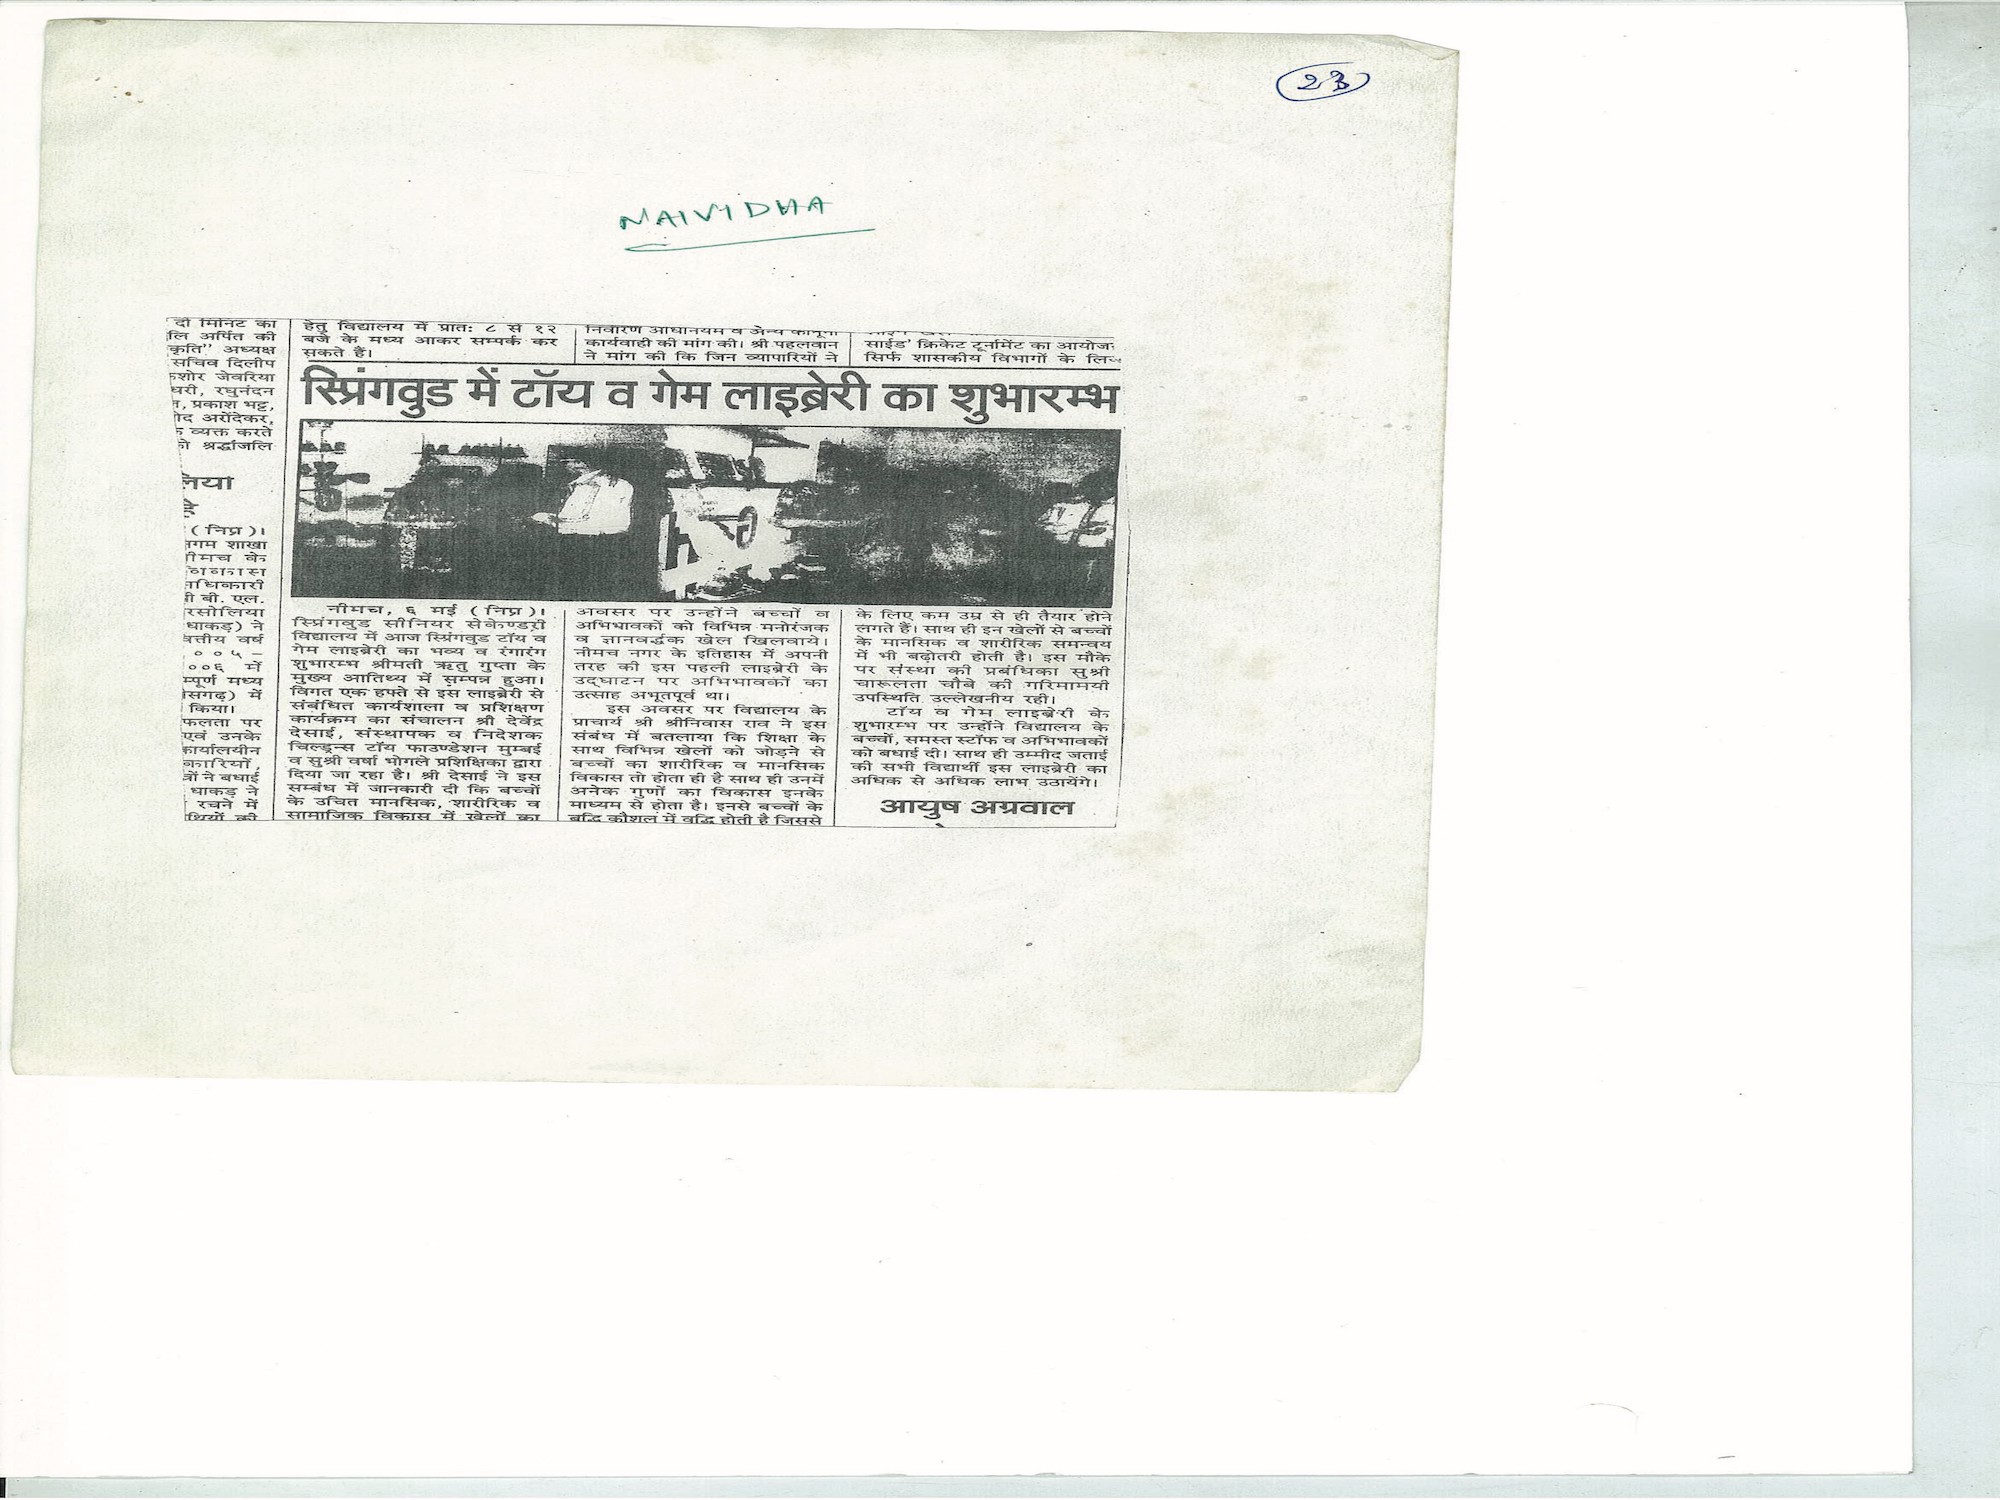 23
NAIVIDHA
दो मिनिट का
लि अर्पित की
कृति" अध्यक्ष
सचिव दिलीप
शोर जेवरिया
धरी, रघुनंदन
प्रकाश भट्ट,
अरोंदेकर,
व्यक्त करते
श्रद्धांजलि
लिया
( निप्र )।
गम शाखा
नीमच के
विकास
धिकारी
बी. एल.
रसोलिया
धाकड़) ने
वित्तीय वर्ष
००५ –
००६ में
म्पूर्ण मध्य
में
किया।
फलता पर
एवं उनके
कार्यालयीन
ने बधाई
धाकड़ ने
रचने में
हेतु विद्यालय में प्रातः ८ से १२
बजे के मध्य आकर सम्पर्क कर
सकते हैं।
निवारण अधिनियम व अन्य कानूनी
कार्यवाही की मांग की। श्री पहलवान
ने मांग की कि जिन व्यापारियों ने
साईड' क्रिकेट टूर्नामेंट का आयोज
सिर्फ शासकीय विभागों के लि
स्प्रिंगवुड में टॉय व गेम लाइब्रेरी का शुभारम्भ
नीमच, ६ मई ( निप्र )।
स्प्रिंगवुड सीनियर सेकेण्डरी
विद्यालय में आज स्प्रिंगवुड टॉय व
गेम लाइब्रेरी का भव्य व रंगारंग
शुभारम्भ श्रीमती ऋतु गुप्ता के
मुख्य आतिथ्य में सम्पन्न हुआ।
विगत एक हफ्ते से इस लाइब्रेरी से
संबंधित कार्यशाला व प्रशिक्षण
कार्यक्रम का संचालन श्री देवेंद्र
देसाई, संस्थापक व निदेशक
चिल्ड्रन्स टॉय फाउण्डेशन मुम्बई
व सुश्री वर्षा भोगले प्रशिक्षिका द्वारा
दिया जा रहा है। श्री देसाई ने इस
सम्बंध में जानकारी दी कि बच्चों
के उचित मानसिक, शारीरिक व
सामाजिक विकास में खेलों का
अवसर पर उन्होंने बच्चों व
अभिभावकों को विभिन्न मनोरंजक
व ज्ञानवर्द्धक खेल खिलवाये।
नीमच नगर के इतिहास में अपनी
तरह की इस पहली लाइब्रेरी के
उद्घाटन पर अभिभावकों का
उत्साह अभूतपूर्व था।
इस अवसर पर विद्यालय के
प्राचार्य श्री श्रीनिवास राव ने इस
संबंध में बतलाया कि शिक्षा के
साथ विभिन्न खेलों को जोड़ने से
बच्चों का शारीरिक व मानसिक
विकास तो होता ही है साथ ही उनमें
अनेक गुणों का विकास इनके
माध्यम से होता है। इनसे बच्चों के
बुद्धि कौशल में वृद्धि होती है जिससे
के लिए कम उम्र से ही तैयार होने
लगते हैं। साथ ही इन खेलों से बच्चों
के मानसिक व शारीरिक समन्वय
में भी बढ़ोतरी होती है। इस मौके
पर संस्था की प्रबंधिका सुश्री
चारूलता चौबे की गरिमामयी
उपस्थिति उल्लेखनीय रही।
टॉय व गेम लाइब्रेरी के
शुभारम्भ पर उन्होंने विद्यालय के
बच्चों, समस्त स्टॉफ व अभिभावकों
को बधाई दी। साथ ही उम्मीद जताई
की सभी विद्यार्थी इस लाइब्रेरी का
अधिक से अधिक लाभ उठायेंगे।
आयुष अग्रवाल